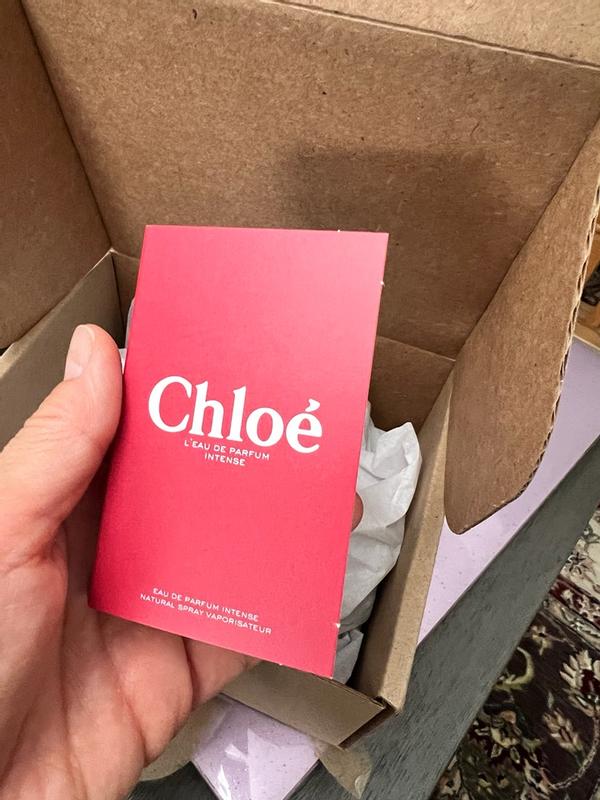 Chloé
L'EAU DE PARFUM
INTENSE
EAU DE PARFUM INTENSE
NATURAL SPRAY VAPORISATEUR